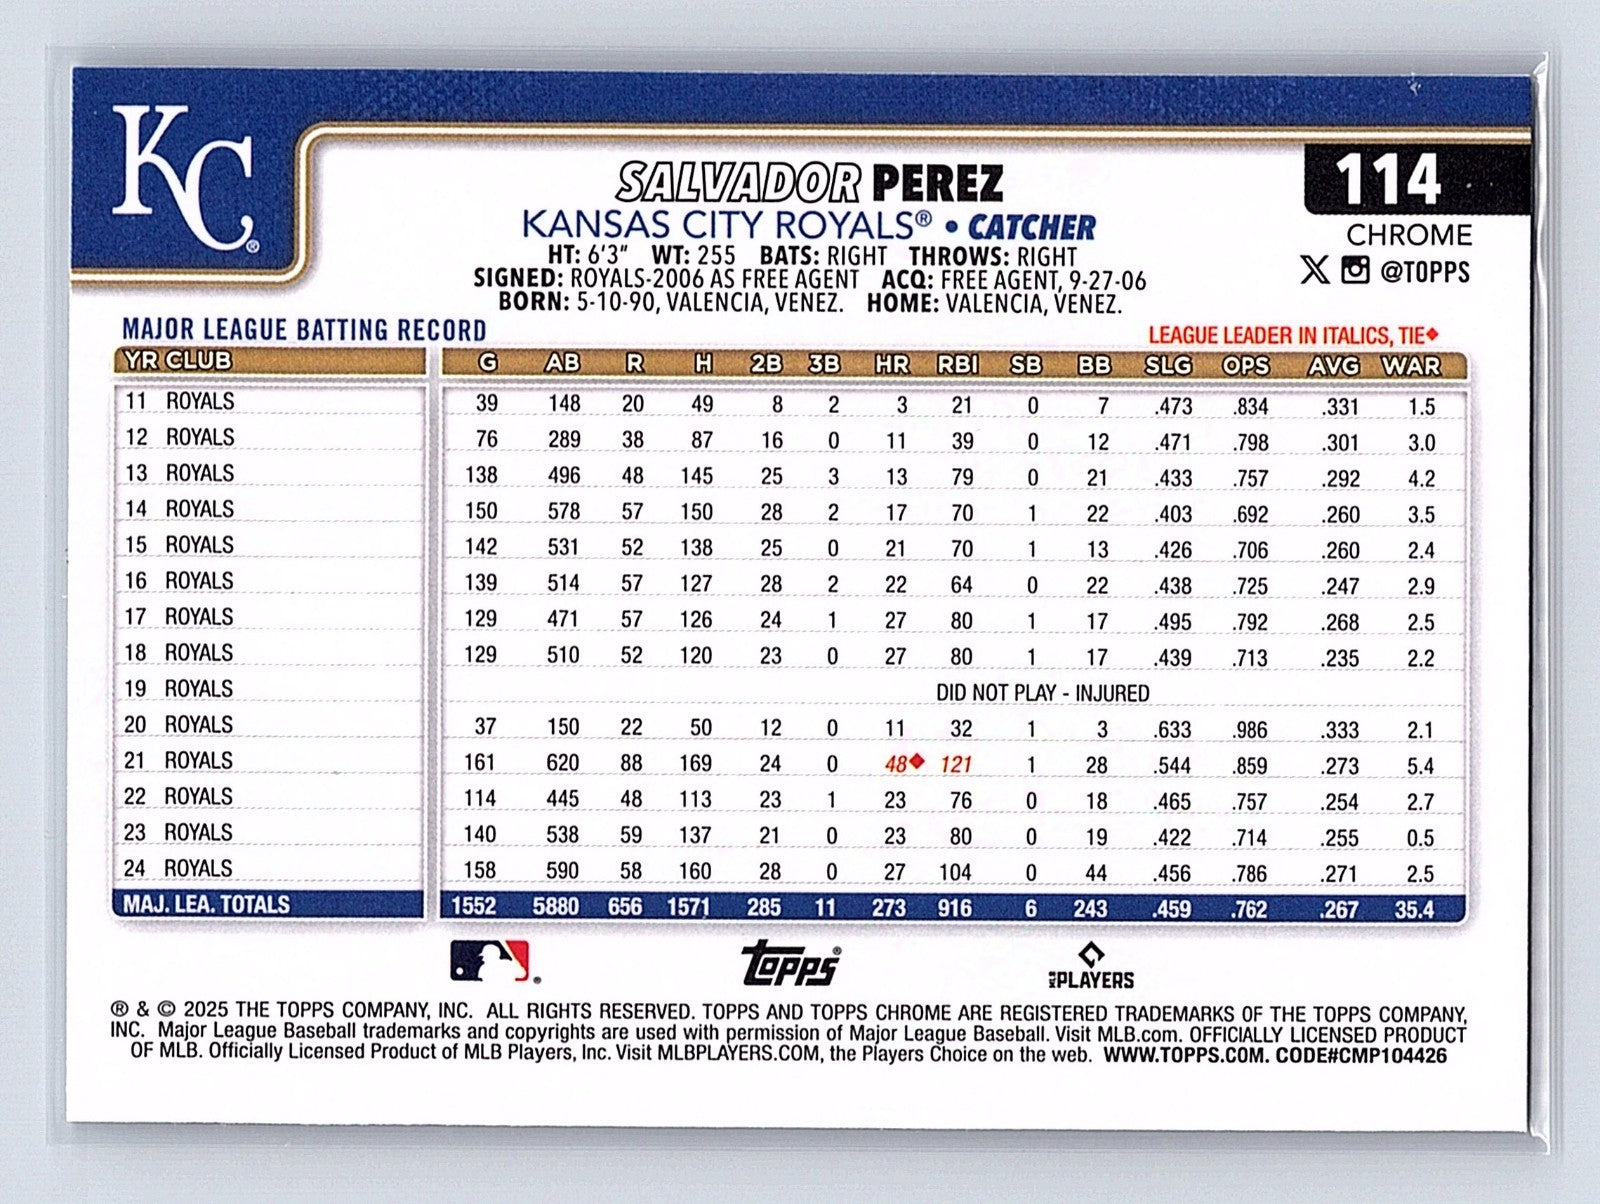 KC®
SALVADOR PEREZ
114
KANSAS CITY ROYALS® • CATCHER
CHROME
HT: 6'3" WT: 255 BATS: RIGHT THROWS: RIGHT
@TOPPS
SIGNED: ROYALS-2006 AS FREE AGENT ACQ: FREE AGENT, 9-27-06
BORN: 5-10-90, VALENCIA, VENEZ. HOME: VALENCIA, VENEZ.
MAJOR LEAGUE BATTING RECORD
LEAGUE LEADER IN ITALICS, TIE◆
YR CLUB G AB R H 2B 3B HR RBI SB BB SLG OPS AVG WAR
11 ROYALS 39 148 20 49 8 2 3 21 0 7 .473 .834 .331 1.5
12 ROYALS 76 289 38 87 16 0 11 39 0 12 .471 .798 .301 3.0
13 ROYALS 138 496 48 145 25 3 13 79 0 21 .433 .757 .292 4.2
14 ROYALS 150 578 57 150 28 2 17 70 1 22 .403 .692 .260 3.5
15 ROYALS 142 531 52 138 25 0 21 70 1 13 .426 .706 .260 2.4
16 ROYALS 139 514 57 127 28 2 22 64 0 22 .438 .725 .247 2.9
17 ROYALS 129 471 57 126 24 1 27 80 1 17 .495 .792 .268 2.5
18 ROYALS 129 510 52 120 23 0 27 80 1 17 .439 .713 .235 2.2
19 ROYALS DID NOT PLAY - INJURED
20 ROYALS 37 150 22 50 12 0 11 32 1 3 .633 .986 .333 2.1
21 ROYALS 161 620 88 169 24 0 48◆ 121 1 28 .544 .859 .273 5.4
22 ROYALS 114 445 48 113 23 1 23 76 0 18 .465 .757 .254 2.7
23 ROYALS 140 538 59 137 21 0 23 80 0 19 .422 .714 .255 0.5
24 ROYALS 158 590 58 160 28 0 27 104 0 44 .456 .786 .271 2.5
MAJ. LEA. TOTALS 1552 5880 656 1571 285 11 273 916 6 243 .459 .762 .267 35.4
topps®
MLB PLAYERS
® & © 2025 THE TOPPS COMPANY, INC. ALL RIGHTS RESERVED. TOPPS AND TOPPS CHROME ARE REGISTERED TRADEMARKS OF THE TOPPS COMPANY,
INC. Major League Baseball trademarks and copyrights are used with permission of Major League Baseball. Visit MLB.com. OFFICIALLY LICENSED PRODUCT
OF MLB. Officially Licensed Product of MLB Players, Inc. Visit MLBPLAYERS.COM, the Players Choice on the web. WWW.TOPPS.COM. CODE#CMP104426